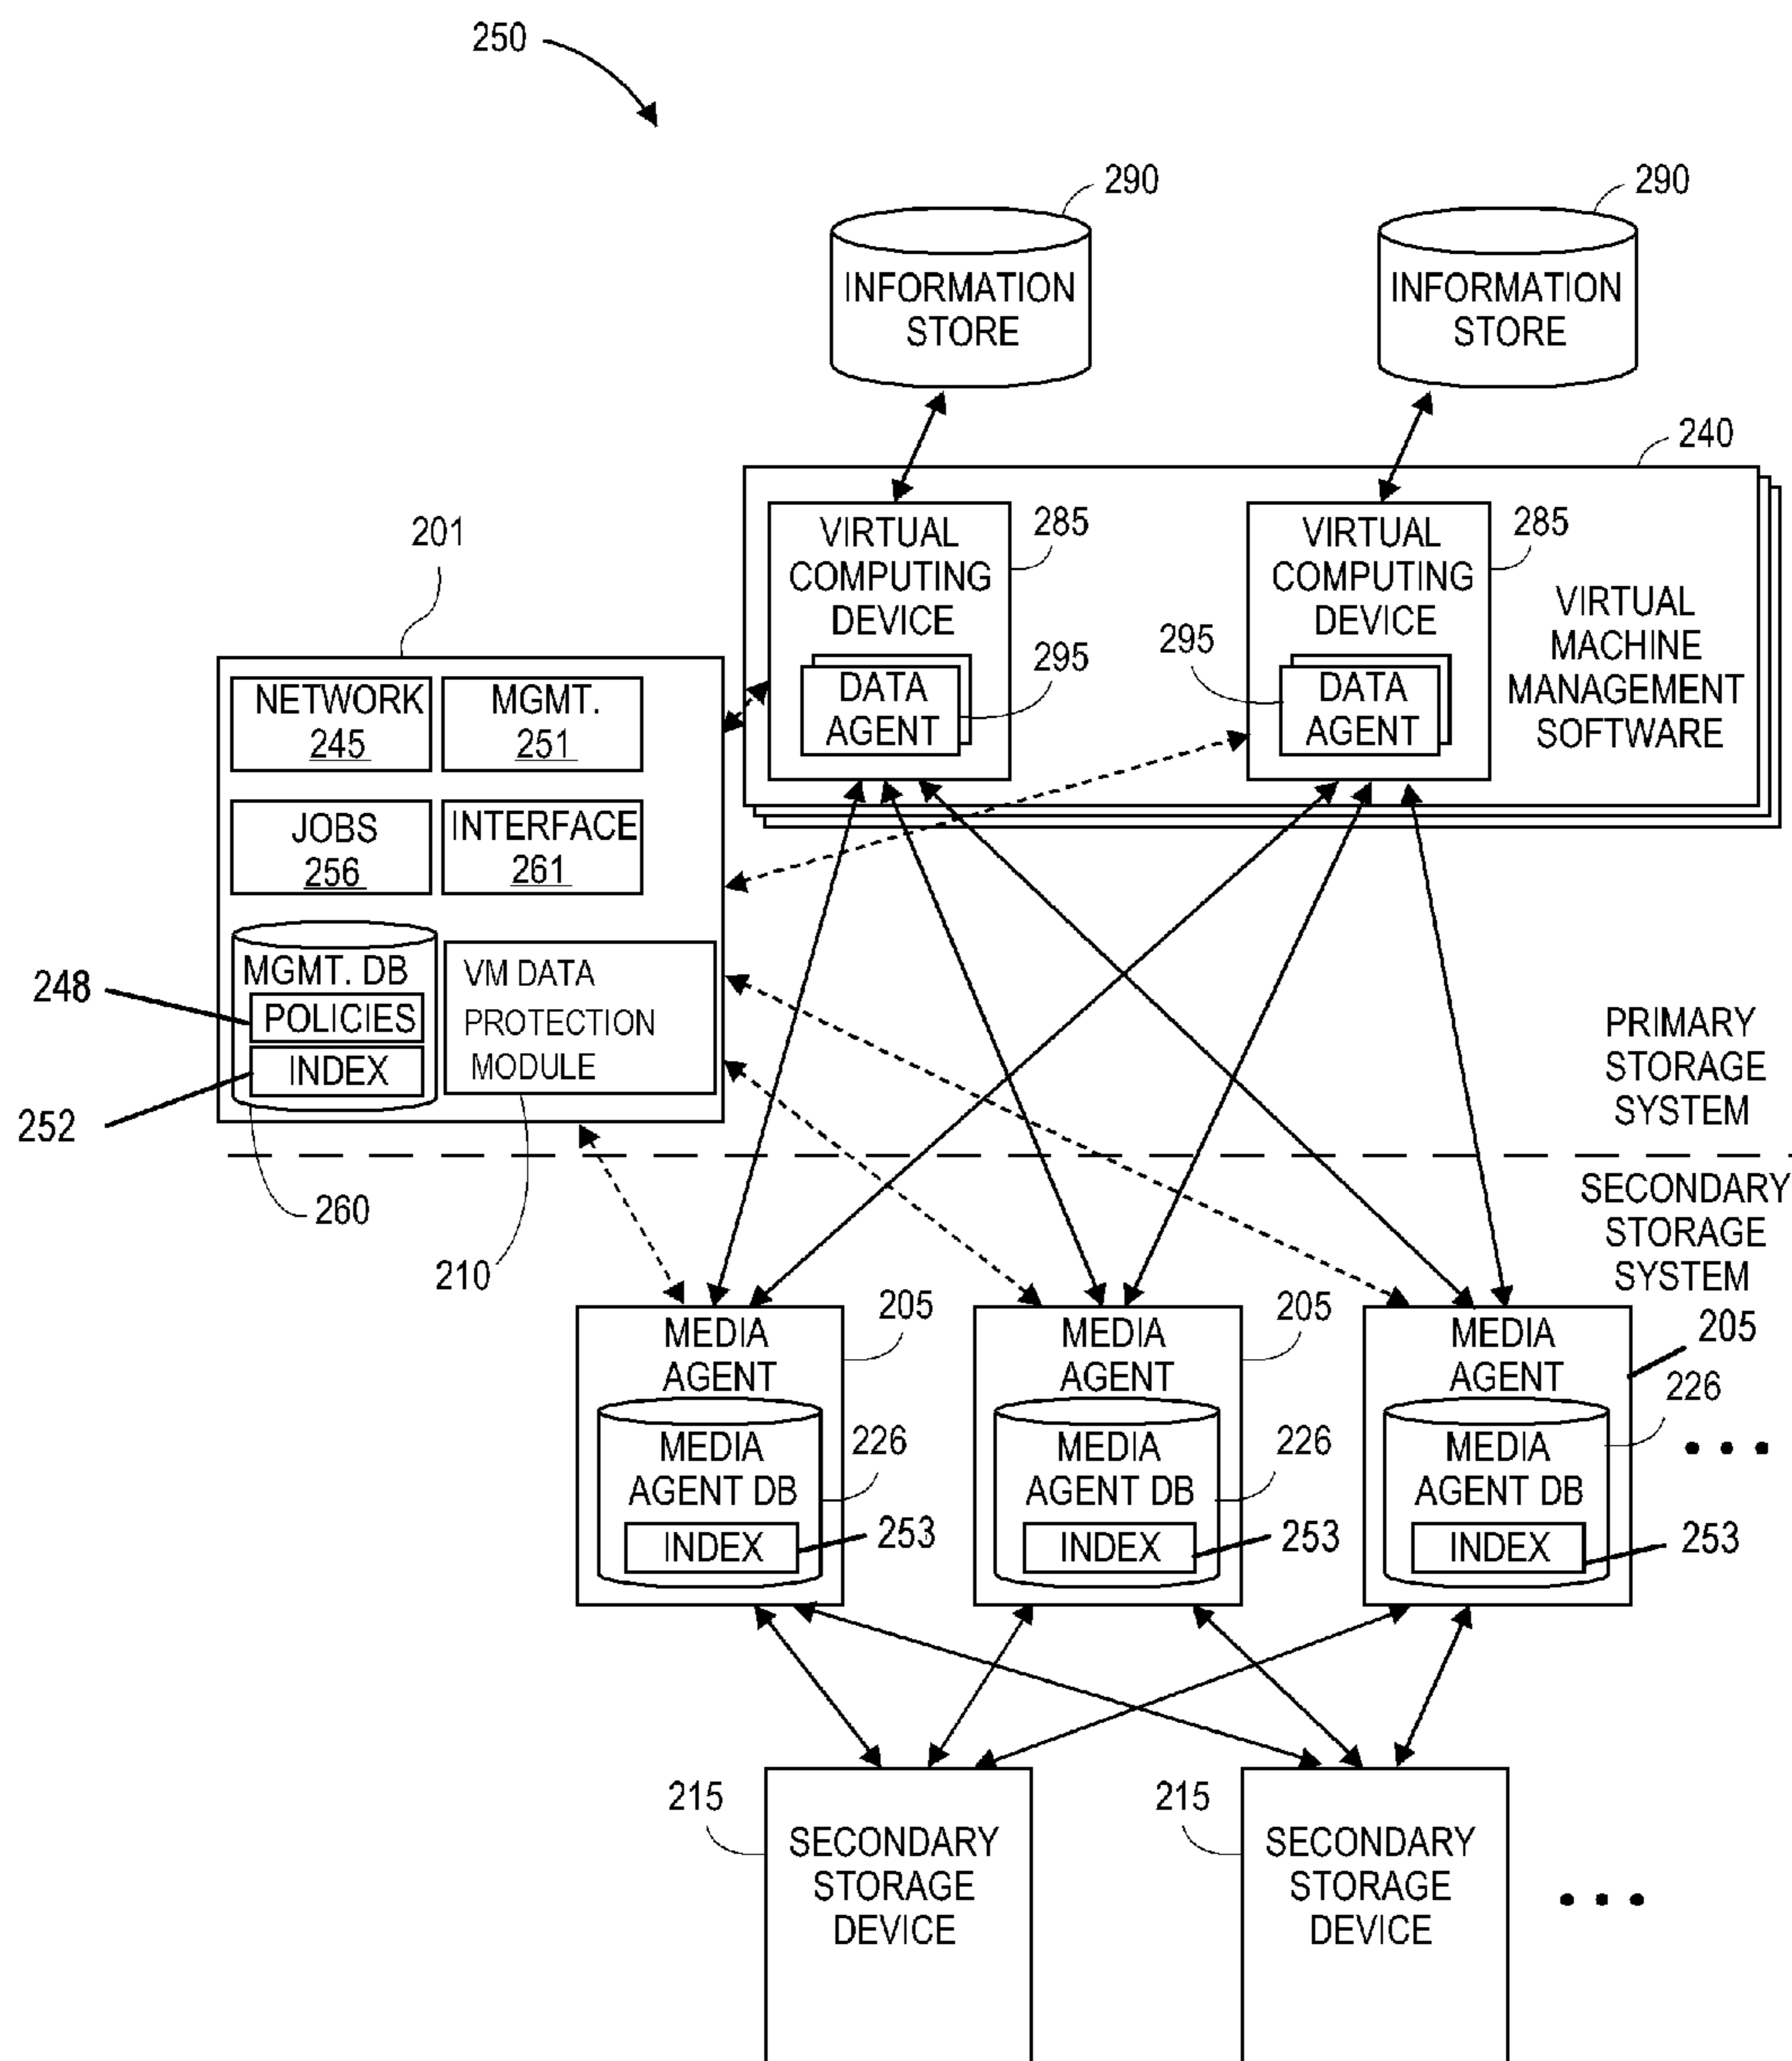 250
290
290
INFORMATION
STORE
INFORMATION
STORE
240
201
VIRTUAL
COMPUTING
DEVICE
285
VIRTUAL
COMPUTING
DEVICE
285
VIRTUAL
MACHINE
MANAGEMENT
SOFTWARE
DATA
AGENT
295
295
DATA
AGENT
NETWORK
245
MGMT.
251
JOBS
256
INTERFACE
261
MGMT. DB
POLICIES
INDEX
248
252
VM DATA
PROTECTION
MODULE
260
210
PRIMARY
STORAGE
SYSTEM
SECONDARY
STORAGE
SYSTEM
MEDIA
AGENT
205
MEDIA
AGENT DB
226
INDEX
253
MEDIA
AGENT
205
MEDIA
AGENT DB
226
INDEX
253
MEDIA
AGENT
205
MEDIA
AGENT DB
226
INDEX
253
• • •
215
SECONDARY
STORAGE
DEVICE
215
SECONDARY
STORAGE
DEVICE
• • •